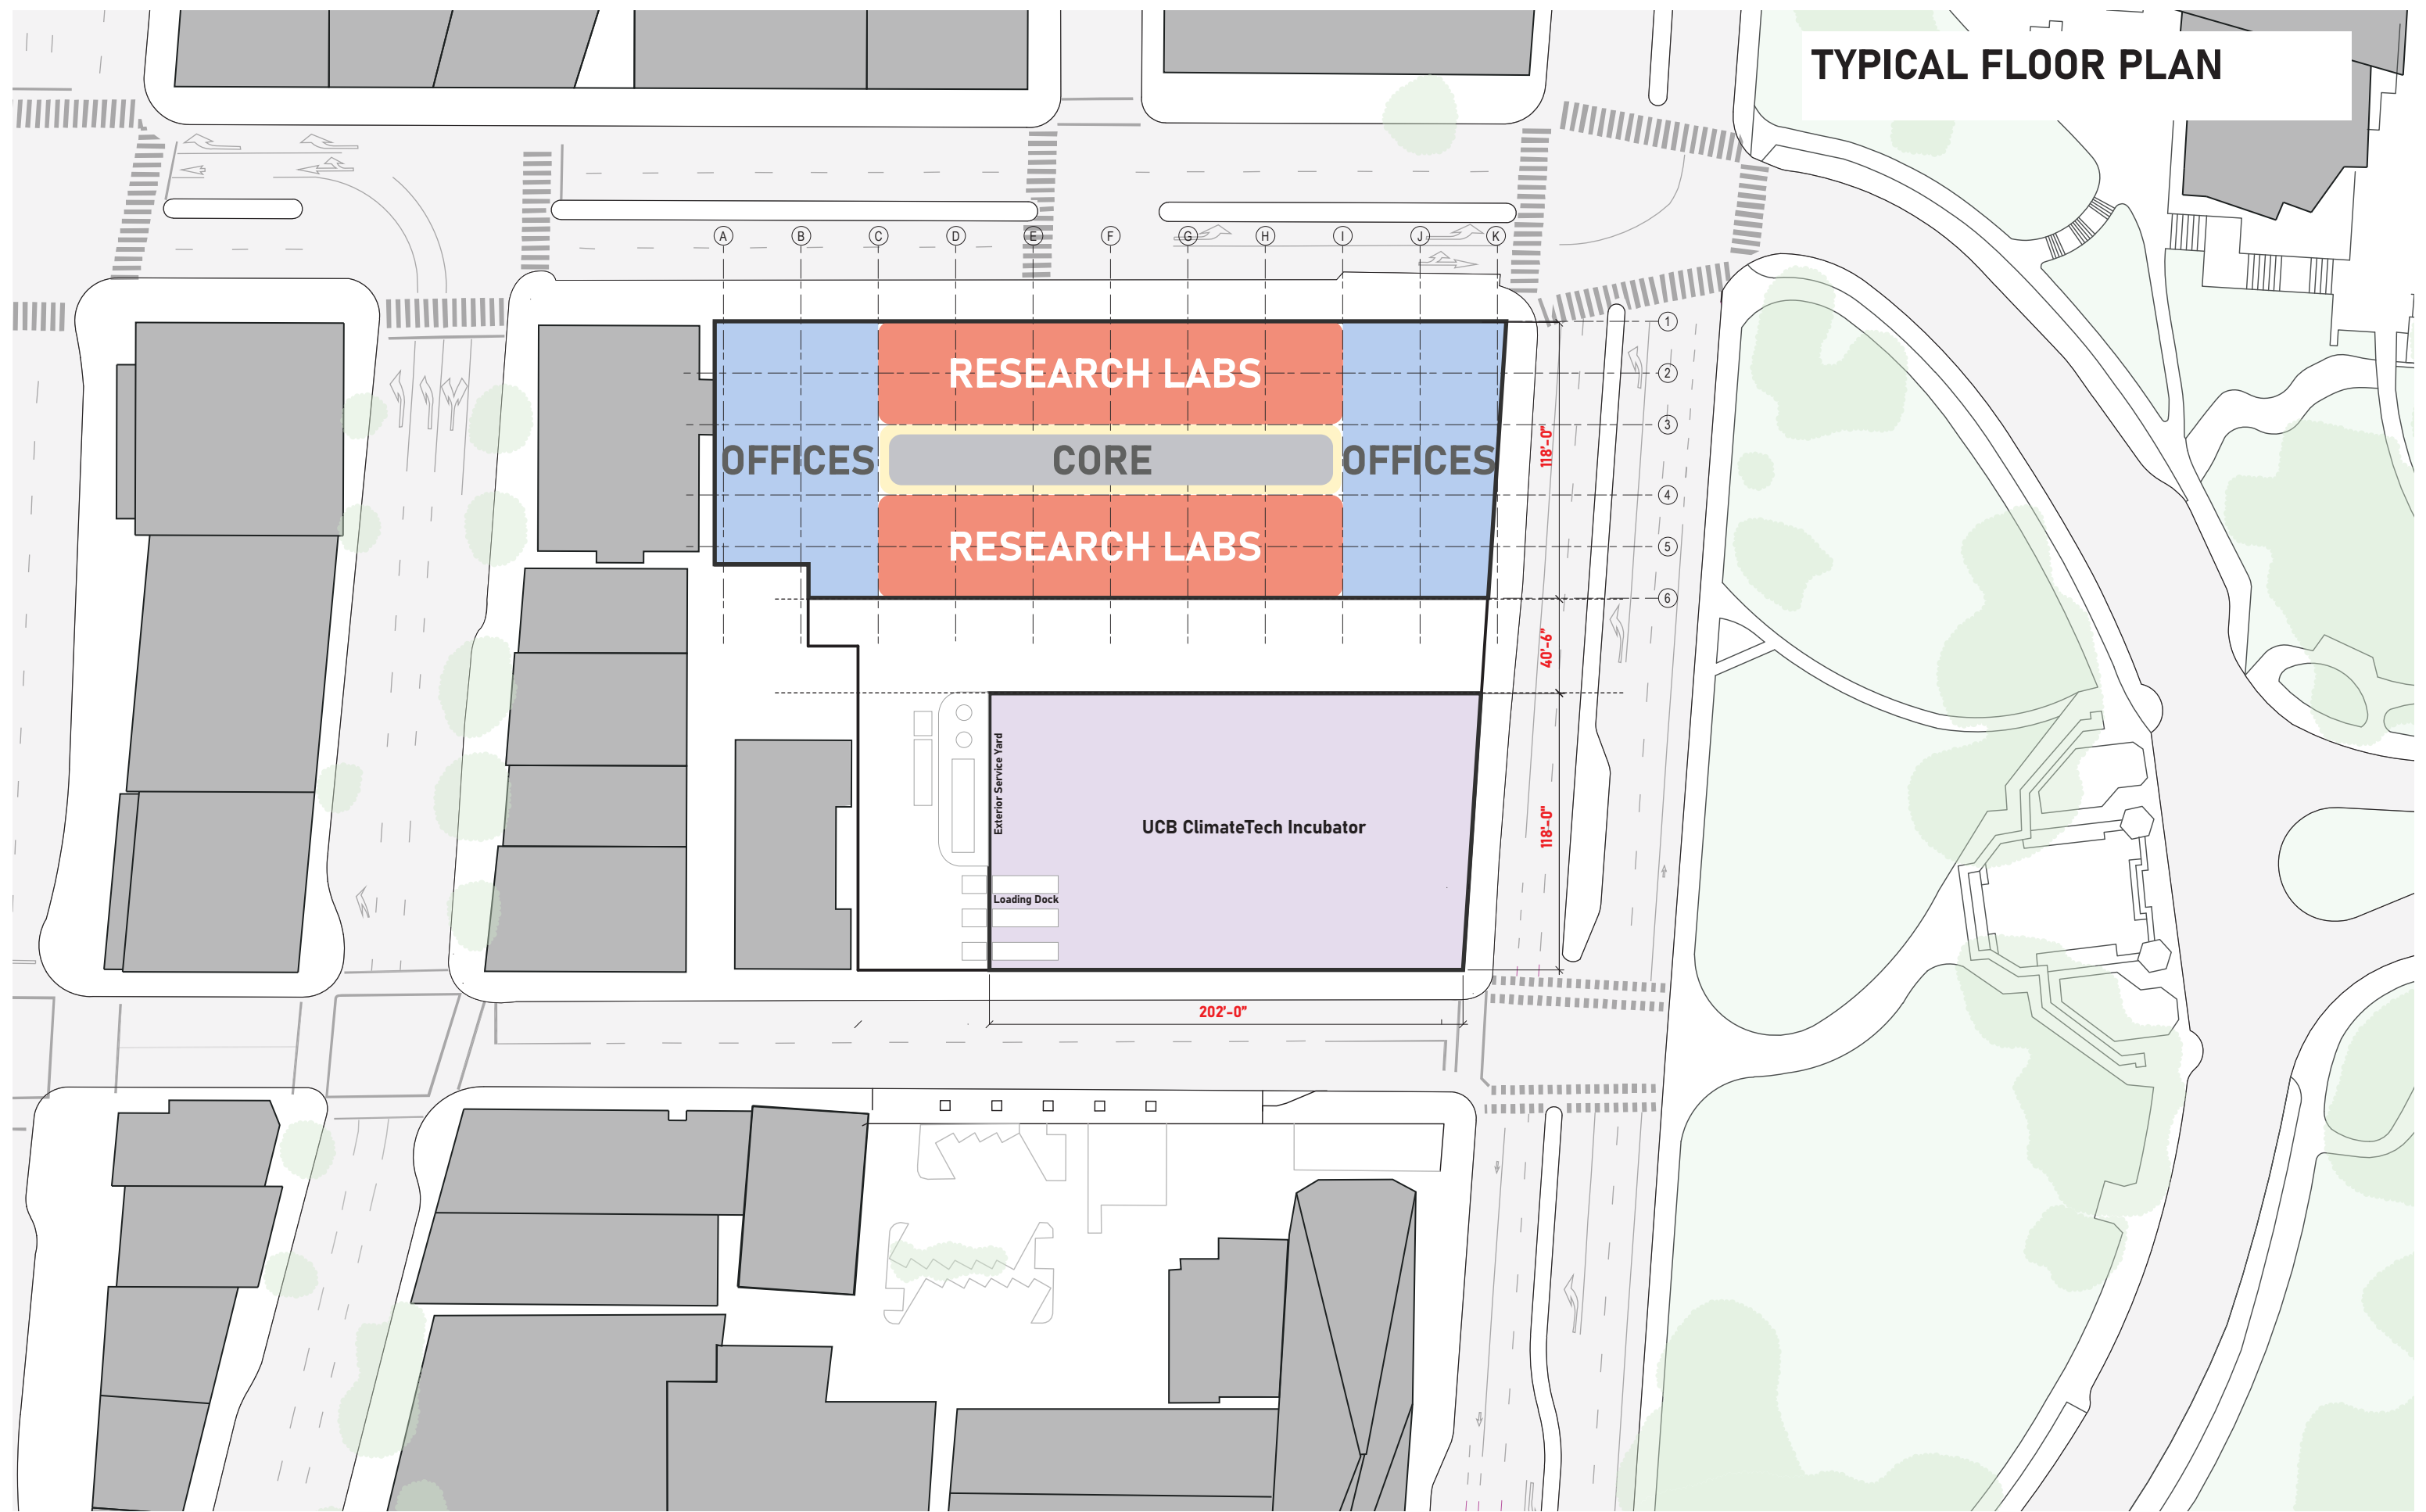 TYPICAL FLOOR PLAN
A B C D E F G H I J K
1
RESEARCH LABS
2
3
OFFICES CORE OFFICES
118'-0"
4
RESEARCH LABS
5
6
40'-6"
Exterior Service Yard
UCB ClimateTech Incubator
118'-0"
Loading Dock
202'-0"